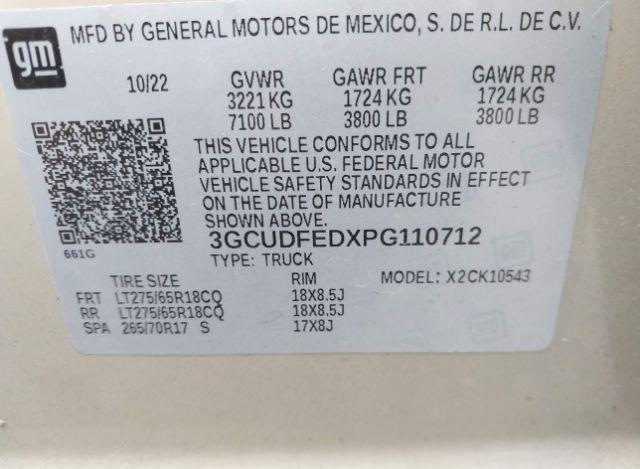 gm
MFD BY GENERAL MOTORS DE MEXICO, S. DE R.L. DE C.V.
10/22 GVWR GAWR FRT GAWR RR
3221 KG 1724 KG 1724 KG
7100 LB 3800 LB 3800 LB
THIS VEHICLE CONFORMS TO ALL
APPLICABLE U.S. FEDERAL MOTOR
VEHICLE SAFETY STANDARDS IN EFFECT
ON THE DATE OF MANUFACTURE
SHOWN ABOVE.
661G
3GCUDFEDXPG110712
TYPE: TRUCK
TIRE SIZE RIM MODEL: X2CK10543
FRT LT275/65R18CQ 18X8.5J
RR LT275/65R18CQ 18X8.5J
SPA 265/70R17 S 17X8J